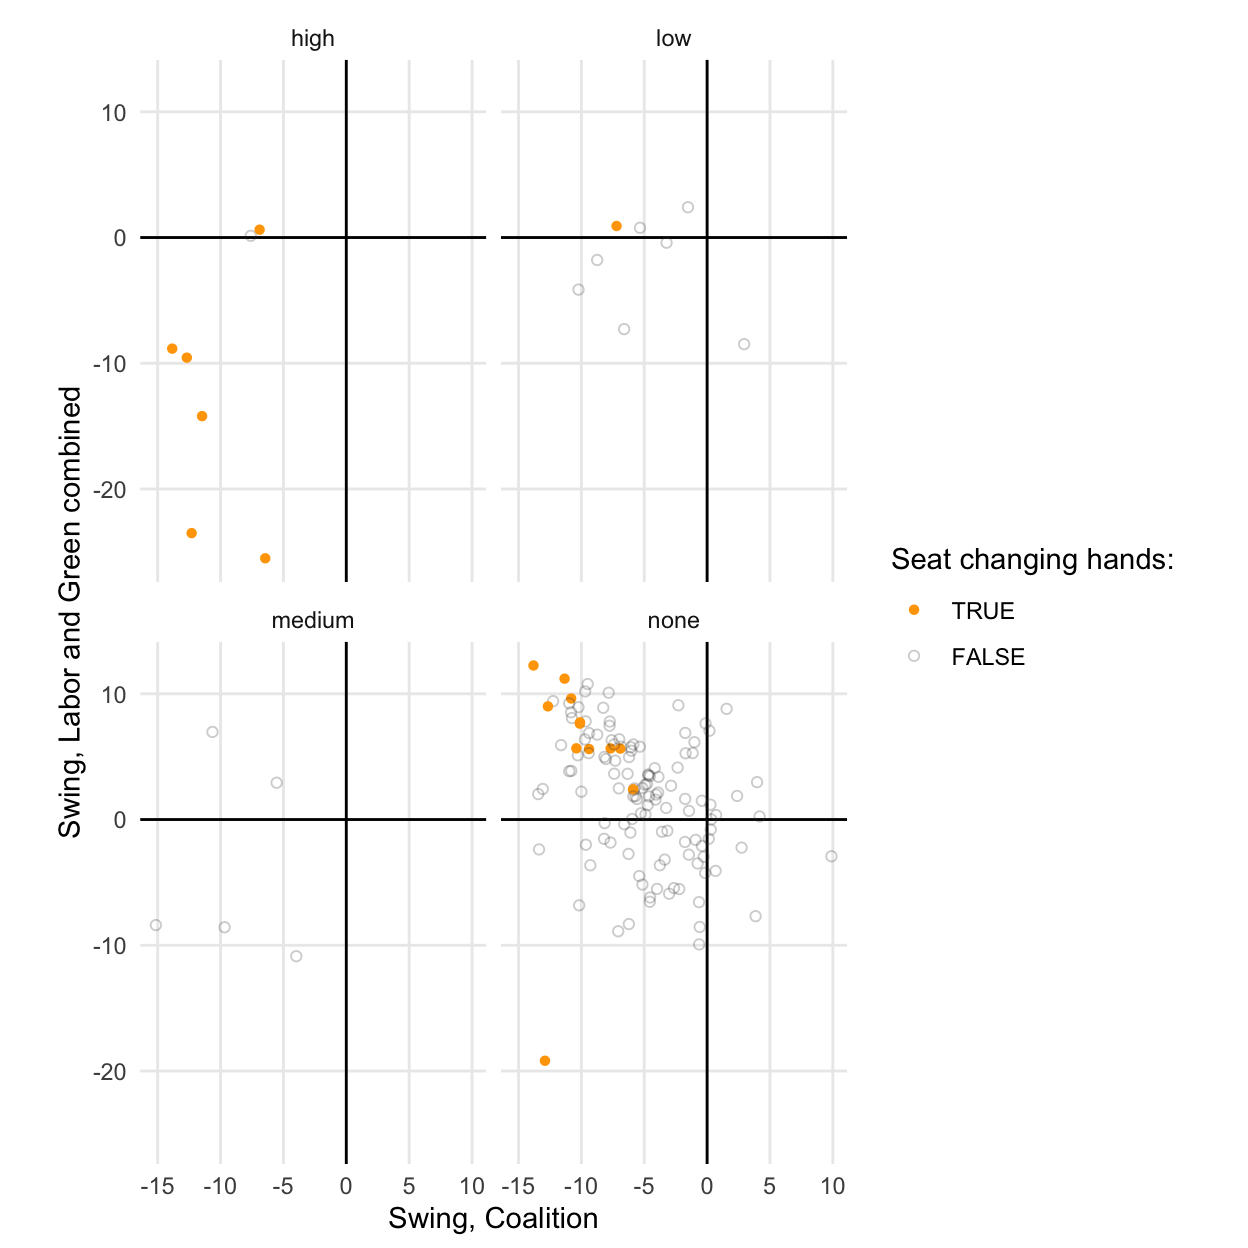 high
low
10
0
-10
-20
medium
none
10
0
-10
-20
-15 -10 -5 0 5 10
-15 -10 -5 0 5 10
Swing, Coalition
Swing, Labor and Green combined
Seat changing hands:
TRUE
FALSE